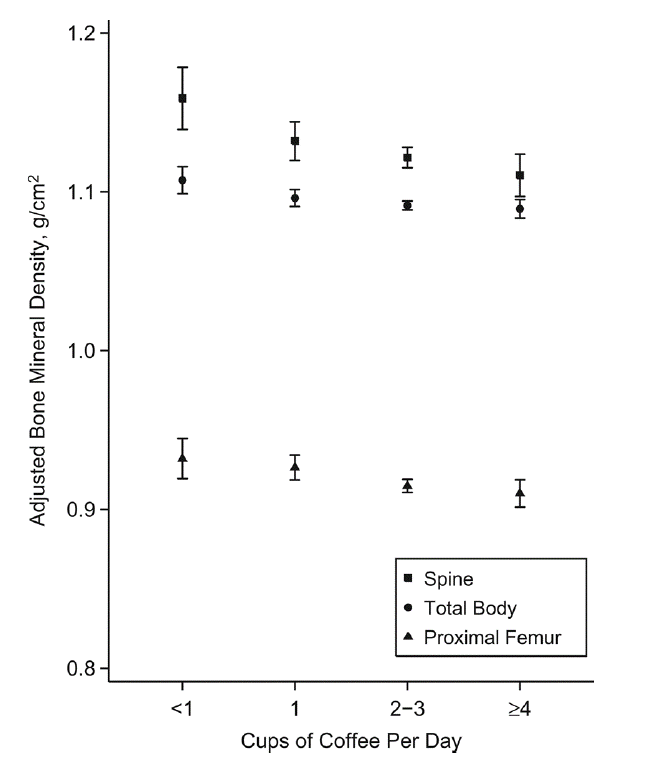 Adjusted Bone Mineral Density, g/cm²
1.2
1.1
1.0
0.9
0.8
Spine
Total Body
Proximal Femur
<1 1 2−3 ≥4
Cups of Coffee Per Day